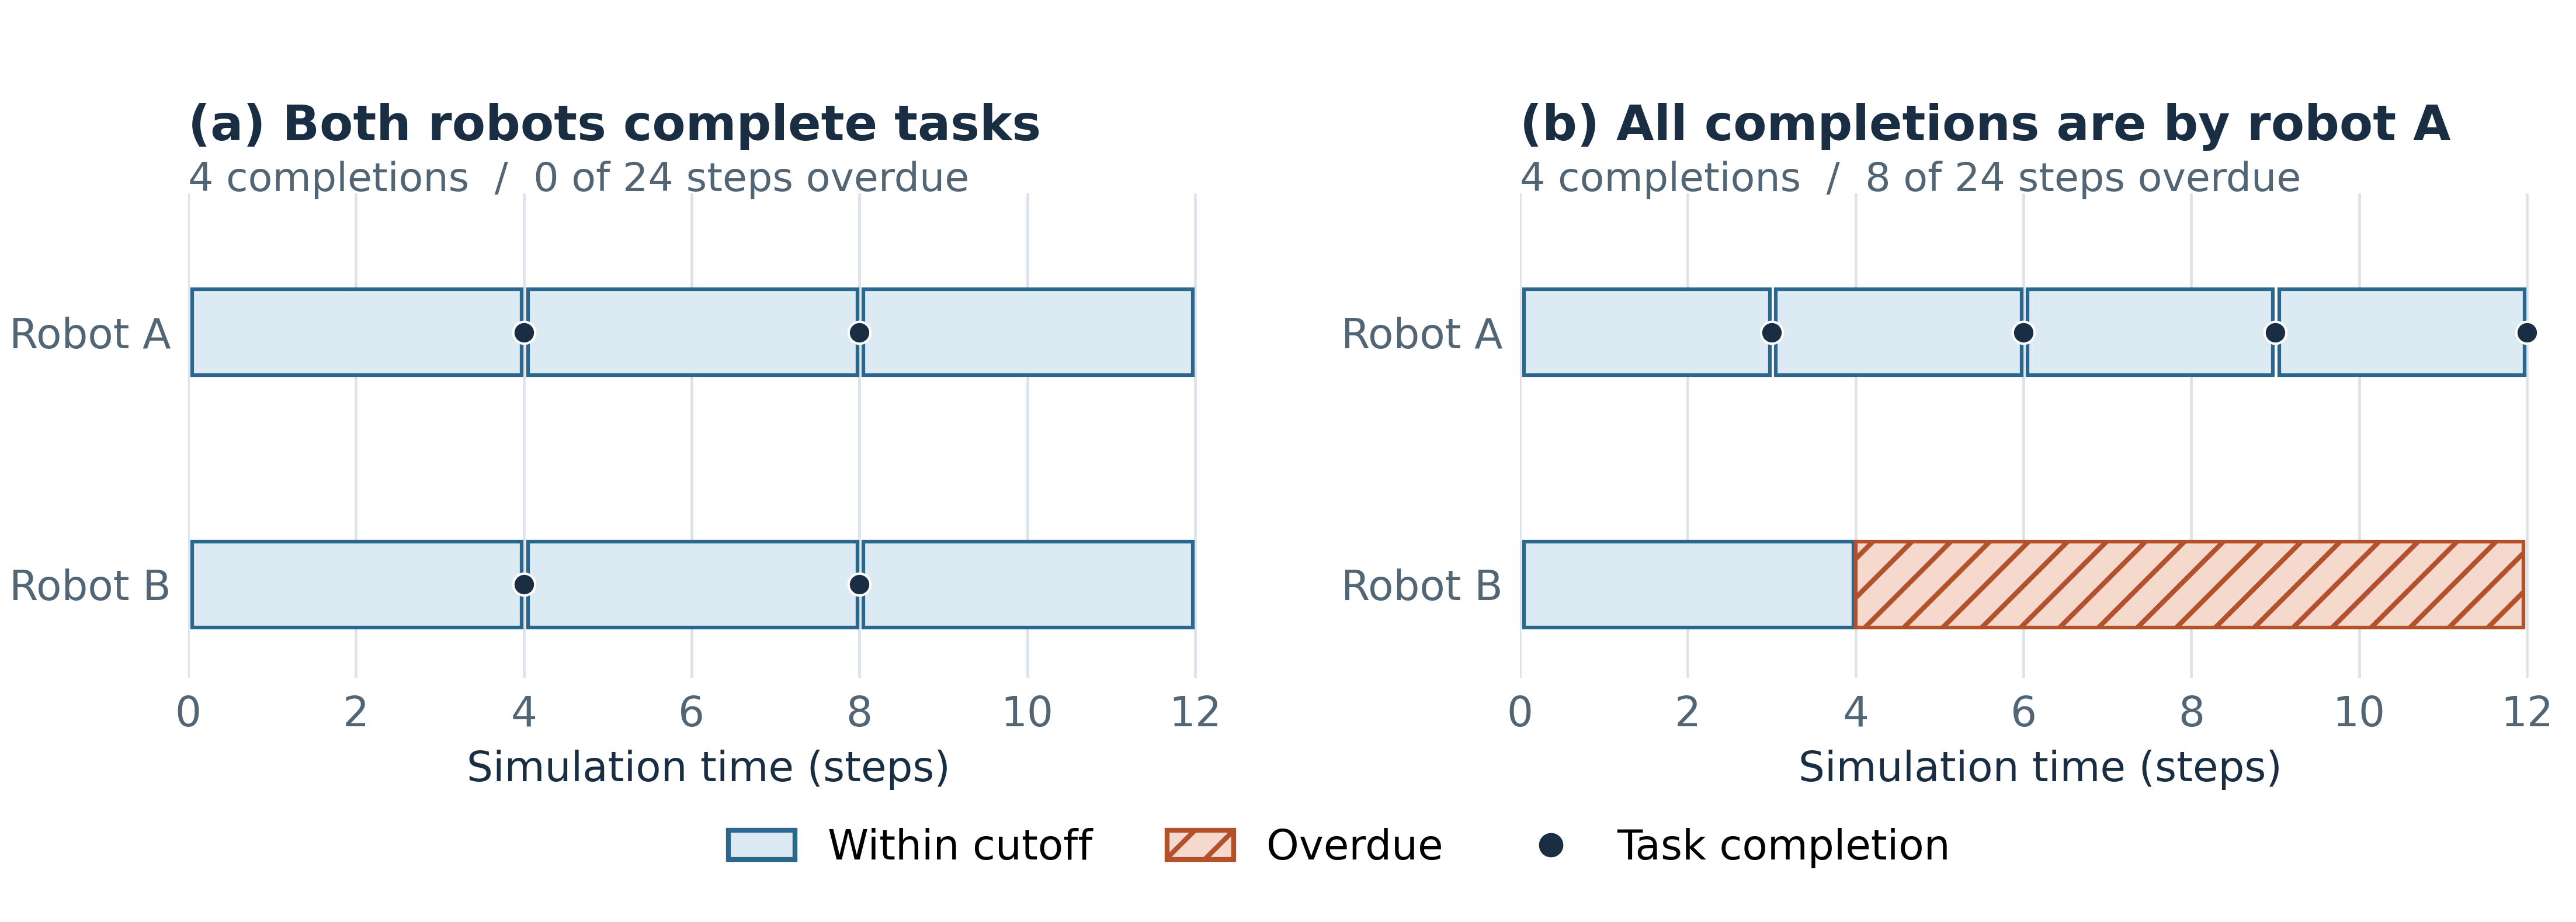 (a) Both robots complete tasks
4 completions / 0 of 24 steps overdue
Robot A
Robot B
0 2 4 6 8 10 12
Simulation time (steps)
(b) All completions are by robot A
4 completions / 8 of 24 steps overdue
Robot A
Robot B
0 2 4 6 8 10 12
Simulation time (steps)
Within cutoff
Overdue
Task completion